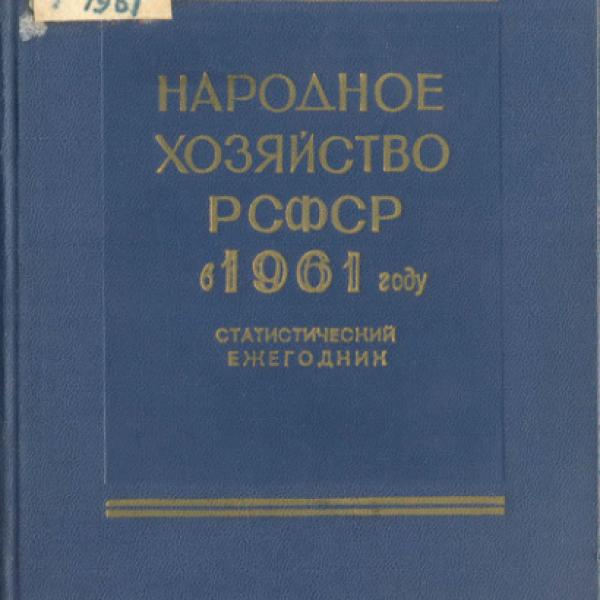 1961
НАРОДНОЕ
ХОЗЯЙСТВО
РСФСР
в 1961 году
СТАТИСТИЧЕСКИЙ
ЕЖЕГОДНИК